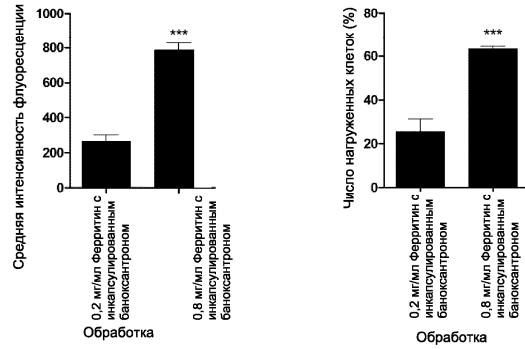 Средняя интенсивность флуоресценции
1000
800
600
400
200
0
***
0,2 мг/мл Ферритин с
инкапсулированным
баноксантроном
0,8 мг/мл Ферритин с
инкапсулированным
баноксантроном
Обработка
Число нагруженных клеток (%)
80
60
40
20
0
***
0,2 мг/мл Ферритин с
инкапсулированным
баноксантроном
0,8 мг/мл Ферритин с
инкапсулированным
баноксантроном
Обработка